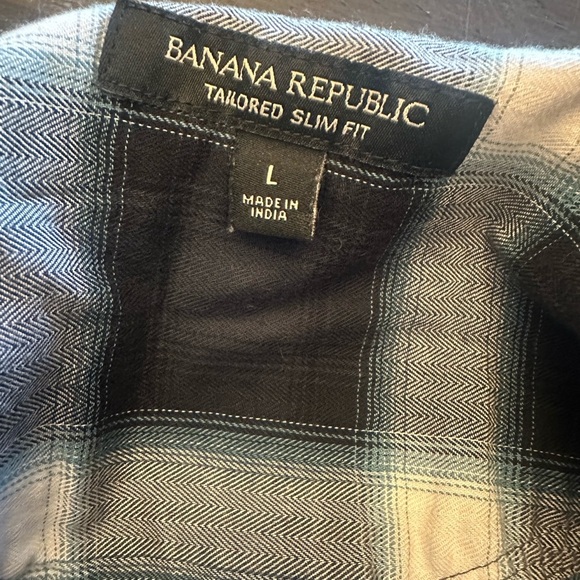 BANANA REPUBLIC
TAILORED SLIM FIT
L
MADE IN
INDIA